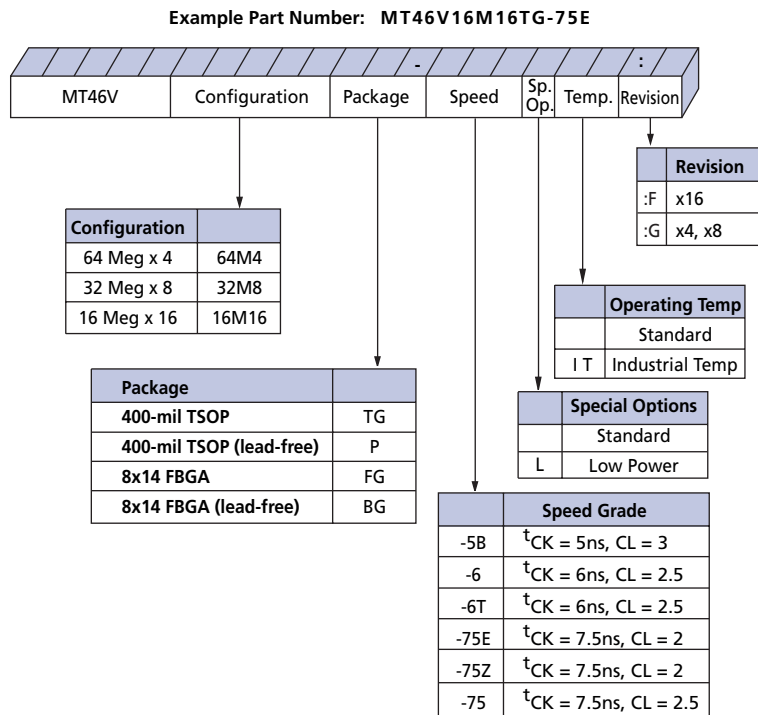 Example Part Number: MT46V16M16TG-75E
- :
MT46V Configuration Package Speed Sp. Op. Temp. Revision
Revision
:F x16
:G x4, x8
Configuration
64 Meg x 4 64M4
32 Meg x 8 32M8
16 Meg x 16 16M16
Operating Temp
Standard
I T Industrial Temp
Package
400-mil TSOP TG
400-mil TSOP (lead-free) P
8x14 FBGA FG
8x14 FBGA (lead-free) BG
Special Options
Standard
L Low Power
Speed Grade
-5B tCK = 5ns, CL = 3
-6 tCK = 6ns, CL = 2.5
-6T tCK = 6ns, CL = 2.5
-75E tCK = 7.5ns, CL = 2
-75Z tCK = 7.5ns, CL = 2
-75 tCK = 7.5ns, CL = 2.5